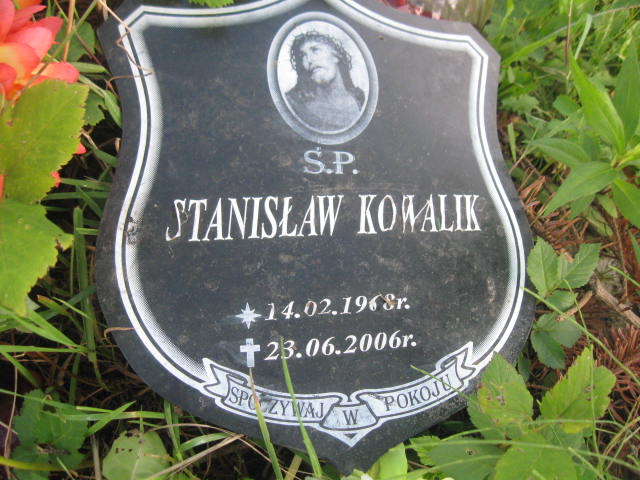 Ś.P.
STANISŁAW KOWALIK
14.02.1968r.
23.06.2006r.
SPOCZYWAJ W POKOJU